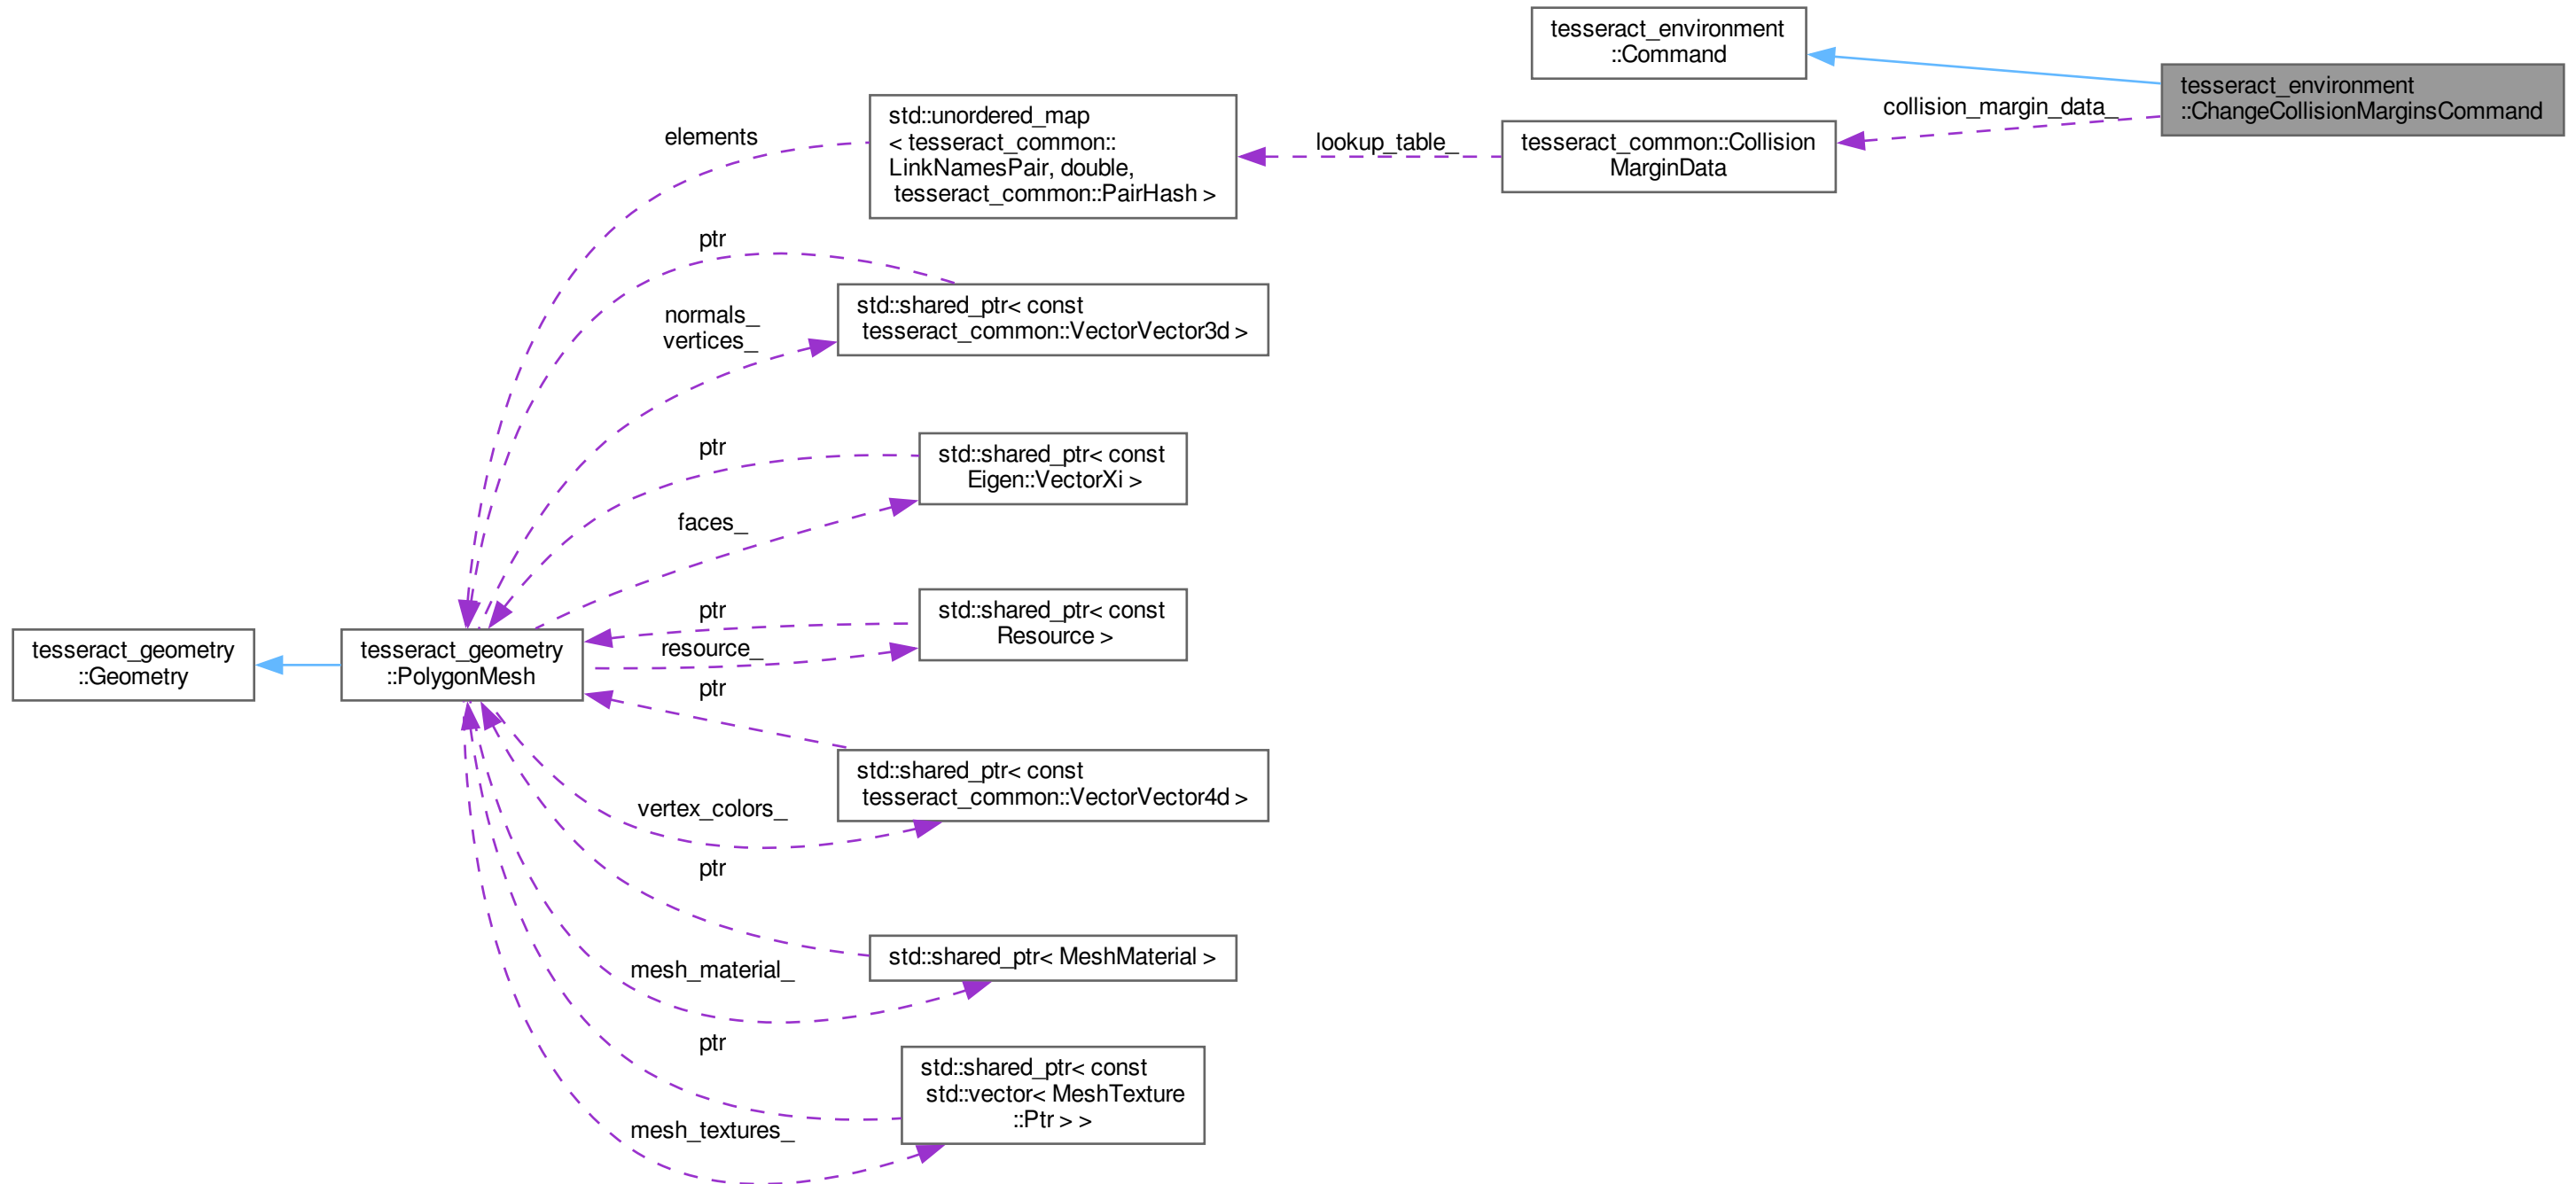 tesseract_environment
::Command
tesseract_environment
::ChangeCollisionMarginsCommand
collision_margin_data_
tesseract_common::Collision
MarginData
lookup_table_
std::unordered_map
< tesseract_common::
LinkNamesPair, double,
tesseract_common::PairHash >
elements
ptr
std::shared_ptr< const
tesseract_common::VectorVector3d >
normals_
vertices_
ptr
std::shared_ptr< const
Eigen::VectorXi >
faces_
ptr
std::shared_ptr< const
Resource >
resource_
tesseract_geometry
::Geometry
tesseract_geometry
::PolygonMesh
ptr
std::shared_ptr< const
tesseract_common::VectorVector4d >
vertex_colors_
ptr
std::shared_ptr< MeshMaterial >
mesh_material_
ptr
std::shared_ptr< const
std::vector< MeshTexture
::Ptr > >
mesh_textures_